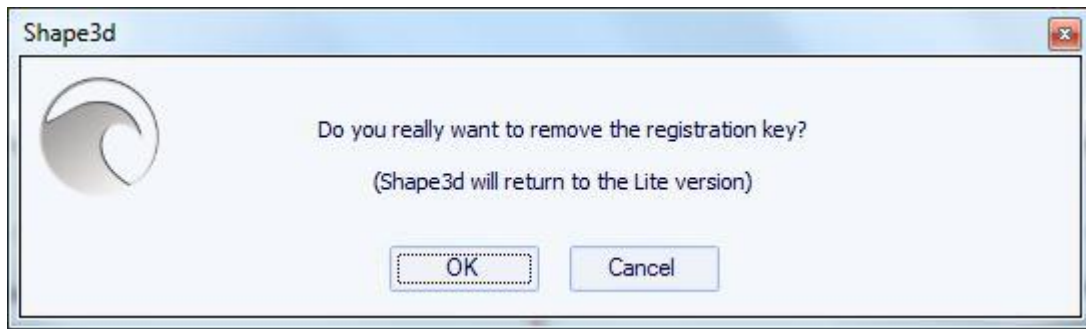 Shape3d
Do you really want to remove the registration key?
(Shape3d will return to the Lite version)
OK
Cancel